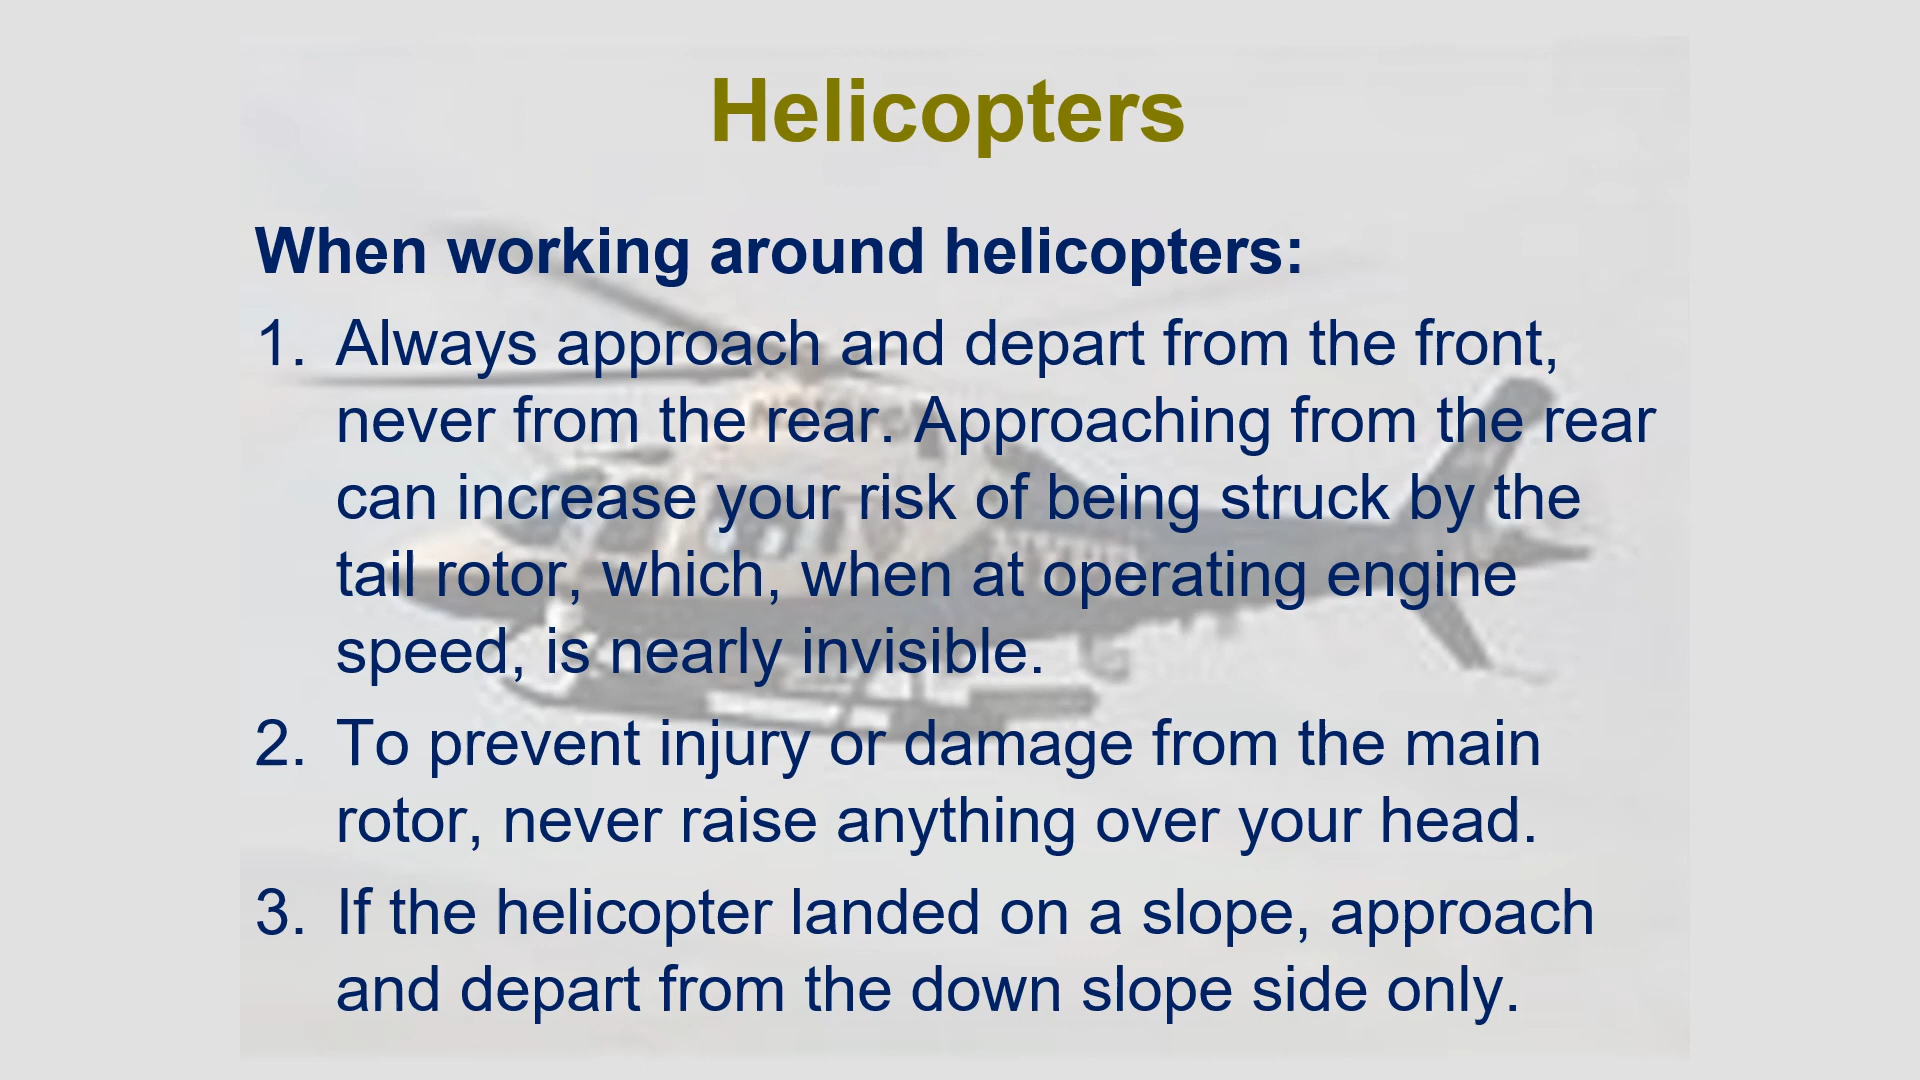 Helicopters
When working around helicopters:
1. Always approach and depart from the front,
never from the rear. Approaching from the rear
can increase your risk of being struck by the
tail rotor, which, when at operating engine
speed, is nearly invisible.
2. To prevent injury or damage from the main
rotor, never raise anything over your head.
3. If the helicopter landed on a slope, approach
and depart from the down slope side only.